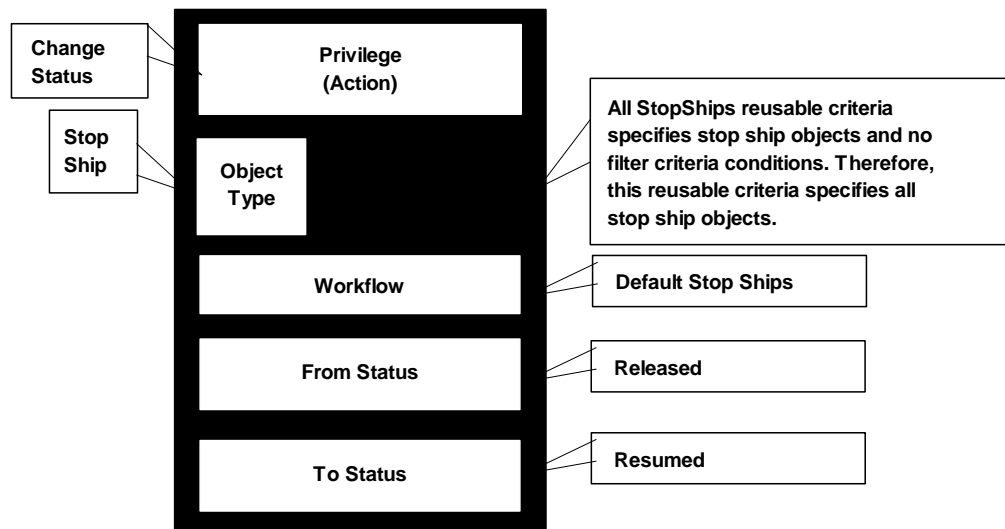 Change
Status
Privilege
(Action)
Stop
Ship
Object
Type
All StopShips reusable criteria
specifies stop ship objects and no
filter criteria conditions. Therefore,
this reusable criteria specifies all
stop ship objects.
Workflow
Default Stop Ships
From Status
Released
To Status
Resumed